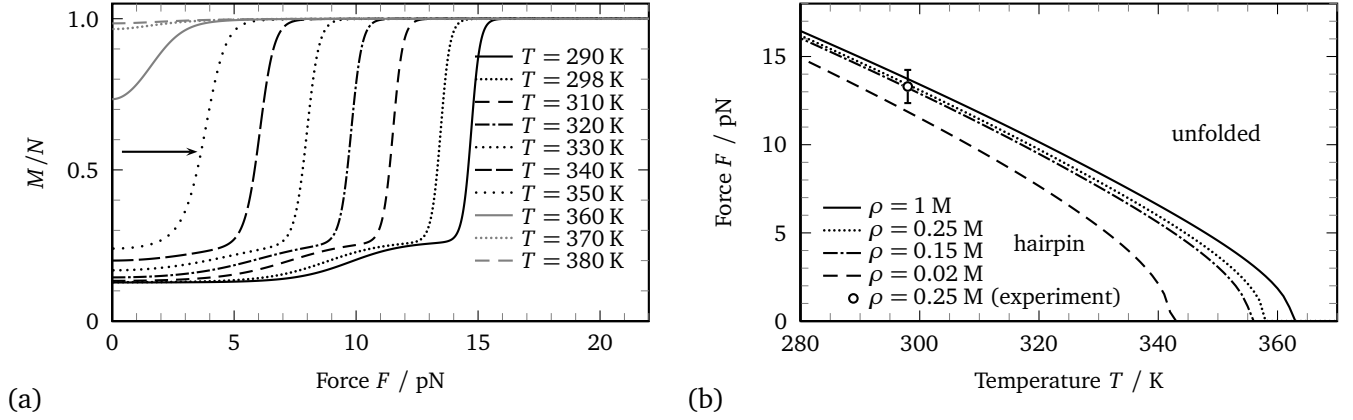 1.0
0.5
0
M/N
0 5 10 15 20
Force F / pN
T = 290 K
T = 298 K
T = 310 K
T = 320 K
T = 330 K
T = 340 K
T = 350 K
T = 360 K
T = 370 K
T = 380 K
(a)
15
10
5
0
Force F / pN
280 300 320 340 360
Temperature T / K
unfolded
hairpin
ρ = 1 M
ρ = 0.25 M
ρ = 0.15 M
ρ = 0.02 M
ρ = 0.25 M (experiment)
(b)